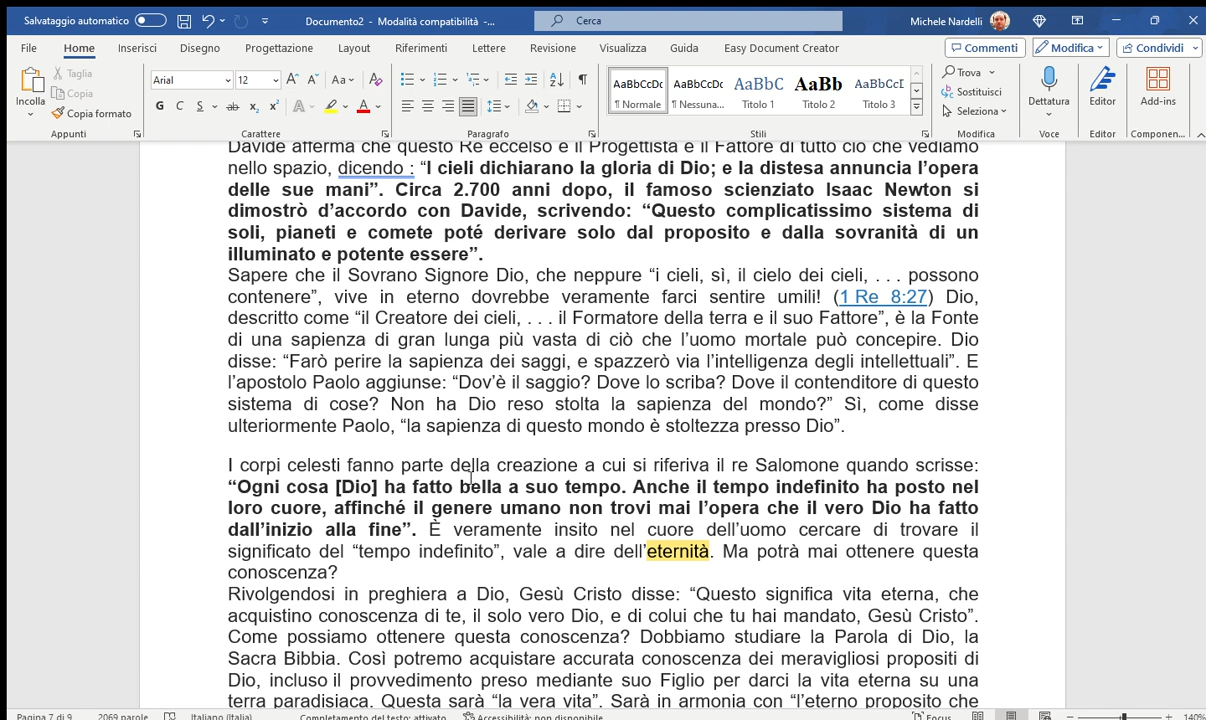 Salvataggio automatico Documento2 - Modalità compatibilità -... Cerca Michele Nardelli
File Home Inserisci Disegno Progettazione Layout Riferimenti Lettere Revisione Visualizza Guida Easy Document Creator Commenti Modifica Condividi
Incolla
Taglia
Copia
Copia formato
Arial 12
AaBbCcDc AaBbCcDc AaBbC AaBb AaBbCcD
¶ Normale ¶ Nessuna... Titolo 1 Titolo 2 Titolo 3
Trova
Sostituisci
Seleziona
Dettatura Editor Add-ins
Appunti Carattere Paragrafo Stili Modifica Voce Editor Componen...
Davide afferma che questo Re eccelso è il Progettista e il Fattore di tutto ciò che vediamo
nello spazio, dicendo : “I cieli dichiarano la gloria di Dio; e la distesa annuncia l’opera
delle sue mani”. Circa 2.700 anni dopo, il famoso scienziato Isaac Newton si
dimostrò d’accordo con Davide, scrivendo: “Questo complicatissimo sistema di
soli, pianeti e comete poté derivare solo dal proposito e dalla sovranità di un
illuminato e potente essere”.
Sapere che il Sovrano Signore Dio, che neppure “i cieli, sì, il cielo dei cieli, . . . possono
contenere”, vive in eterno dovrebbe veramente farci sentire umili! (1 Re 8:27) Dio,
descritto come “il Creatore dei cieli, . . . il Formatore della terra e il suo Fattore”, è la Fonte
di una sapienza di gran lunga più vasta di ciò che l’uomo mortale può concepire. Dio
disse: “Farò perire la sapienza dei saggi, e spazzerò via l’intelligenza degli intellettuali”. E
l’apostolo Paolo aggiunse: “Dov’è il saggio? Dove lo scriba? Dove il contenditore di questo
sistema di cose? Non ha Dio reso stolta la sapienza del mondo?” Sì, come disse
ulteriormente Paolo, “la sapienza di questo mondo è stoltezza presso Dio”.
I corpi celesti fanno parte della creazione a cui si riferiva il re Salomone quando scrisse:
“Ogni cosa [Dio] ha fatto bella a suo tempo. Anche il tempo indefinito ha posto nel
loro cuore, affinché il genere umano non trovi mai l’opera che il vero Dio ha fatto
dall’inizio alla fine”. È veramente insito nel cuore dell’uomo cercare di trovare il
significato del “tempo indefinito”, vale a dire dell’eternità. Ma potrà mai ottenere questa
conoscenza?
Rivolgendosi in preghiera a Dio, Gesù Cristo disse: “Questo significa vita eterna, che
acquistino conoscenza di te, il solo vero Dio, e di colui che tu hai mandato, Gesù Cristo”.
Come possiamo ottenere questa conoscenza? Dobbiamo studiare la Parola di Dio, la
Sacra Bibbia. Così potremo acquistare accurata conoscenza dei meravigliosi propositi di
Dio, incluso il provvedimento preso mediante suo Figlio per darci la vita eterna su una
terra paradisiaca. Questa sarà “la vera vita”. Sarà in armonia con “l’eterno proposito che
Pagina 7 di 9 2069 parole Italiano (Italia) Completamento del testo: attivato Accessibilità: non disponibile Focus 140%